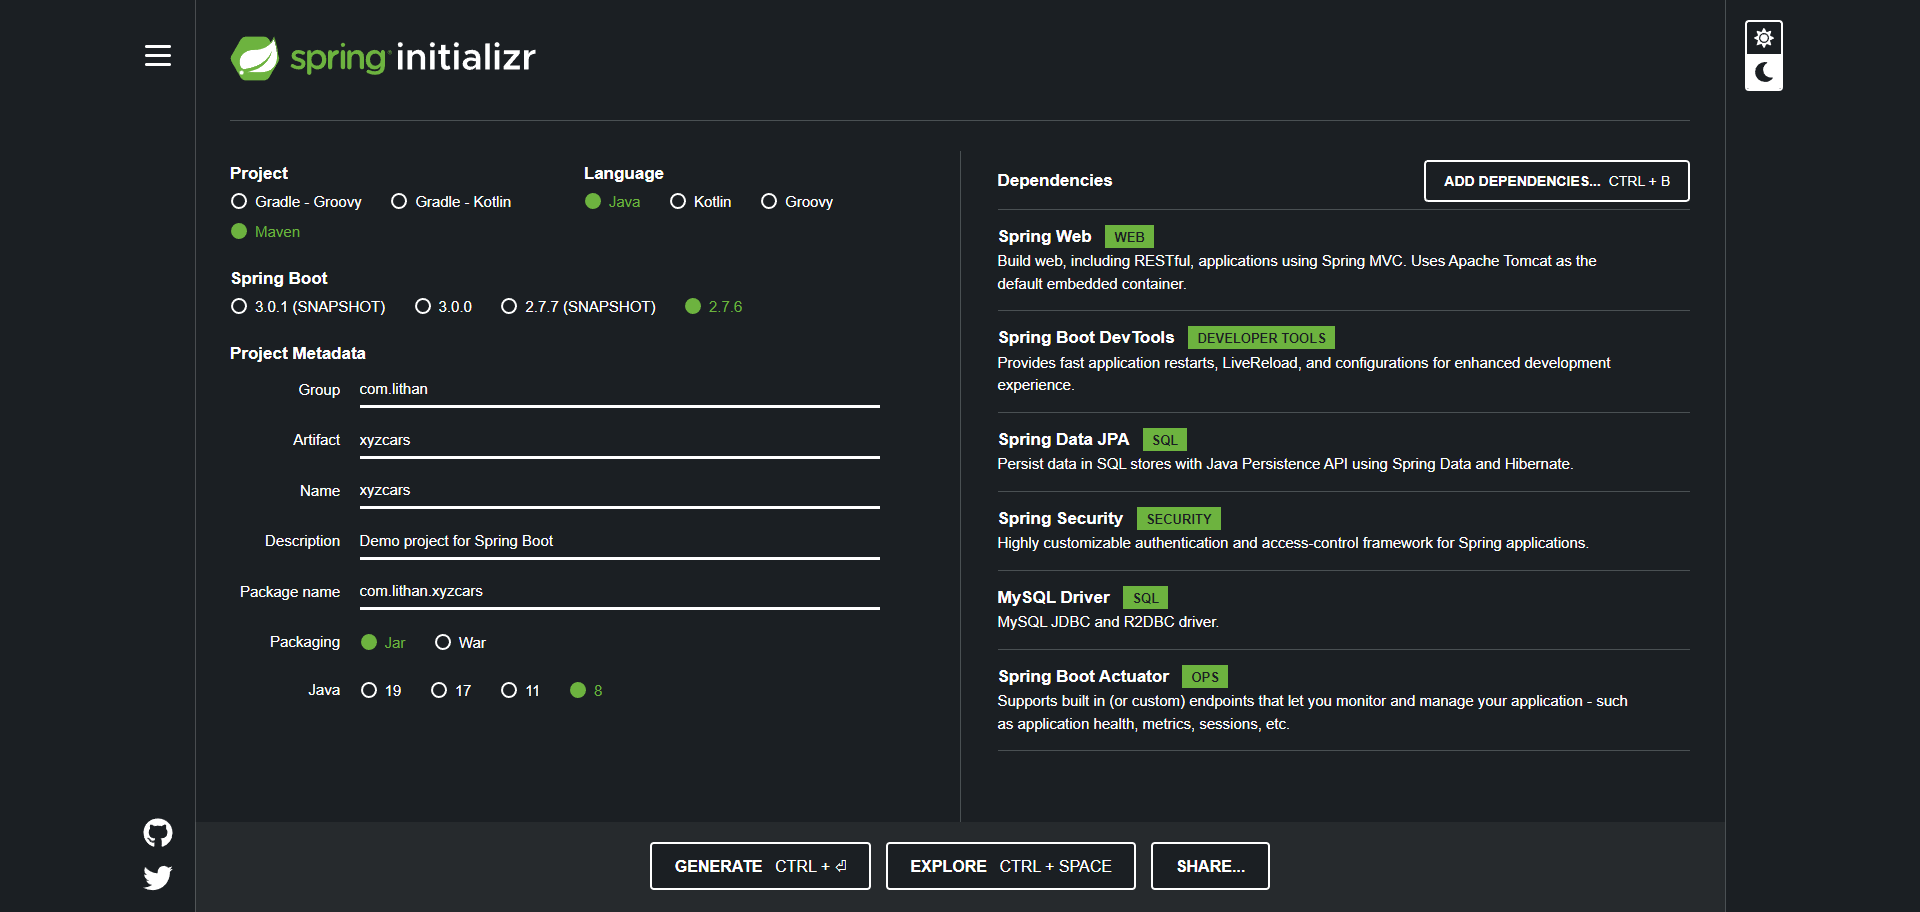 spring initializr
Project
Gradle - Groovy Gradle - Kotlin
Maven
Language
Java Kotlin Groovy
Spring Boot
3.0.1 (SNAPSHOT) 3.0.0 2.7.7 (SNAPSHOT) 2.7.6
Project Metadata
Group com.lithan
Artifact xyzcars
Name xyzcars
Description Demo project for Spring Boot
Package name com.lithan.xyzcars
Packaging Jar War
Java 19 17 11 8
Dependencies
ADD DEPENDENCIES... CTRL + B
Spring Web WEB
Build web, including RESTful, applications using Spring MVC. Uses Apache Tomcat as the
default embedded container.
Spring Boot DevTools DEVELOPER TOOLS
Provides fast application restarts, LiveReload, and configurations for enhanced development
experience.
Spring Data JPA SQL
Persist data in SQL stores with Java Persistence API using Spring Data and Hibernate.
Spring Security SECURITY
Highly customizable authentication and access-control framework for Spring applications.
MySQL Driver SQL
MySQL JDBC and R2DBC driver.
Spring Boot Actuator OPS
Supports built in (or custom) endpoints that let you monitor and manage your application - such
as application health, metrics, sessions, etc.
GENERATE CTRL + ⏎
EXPLORE CTRL + SPACE
SHARE...